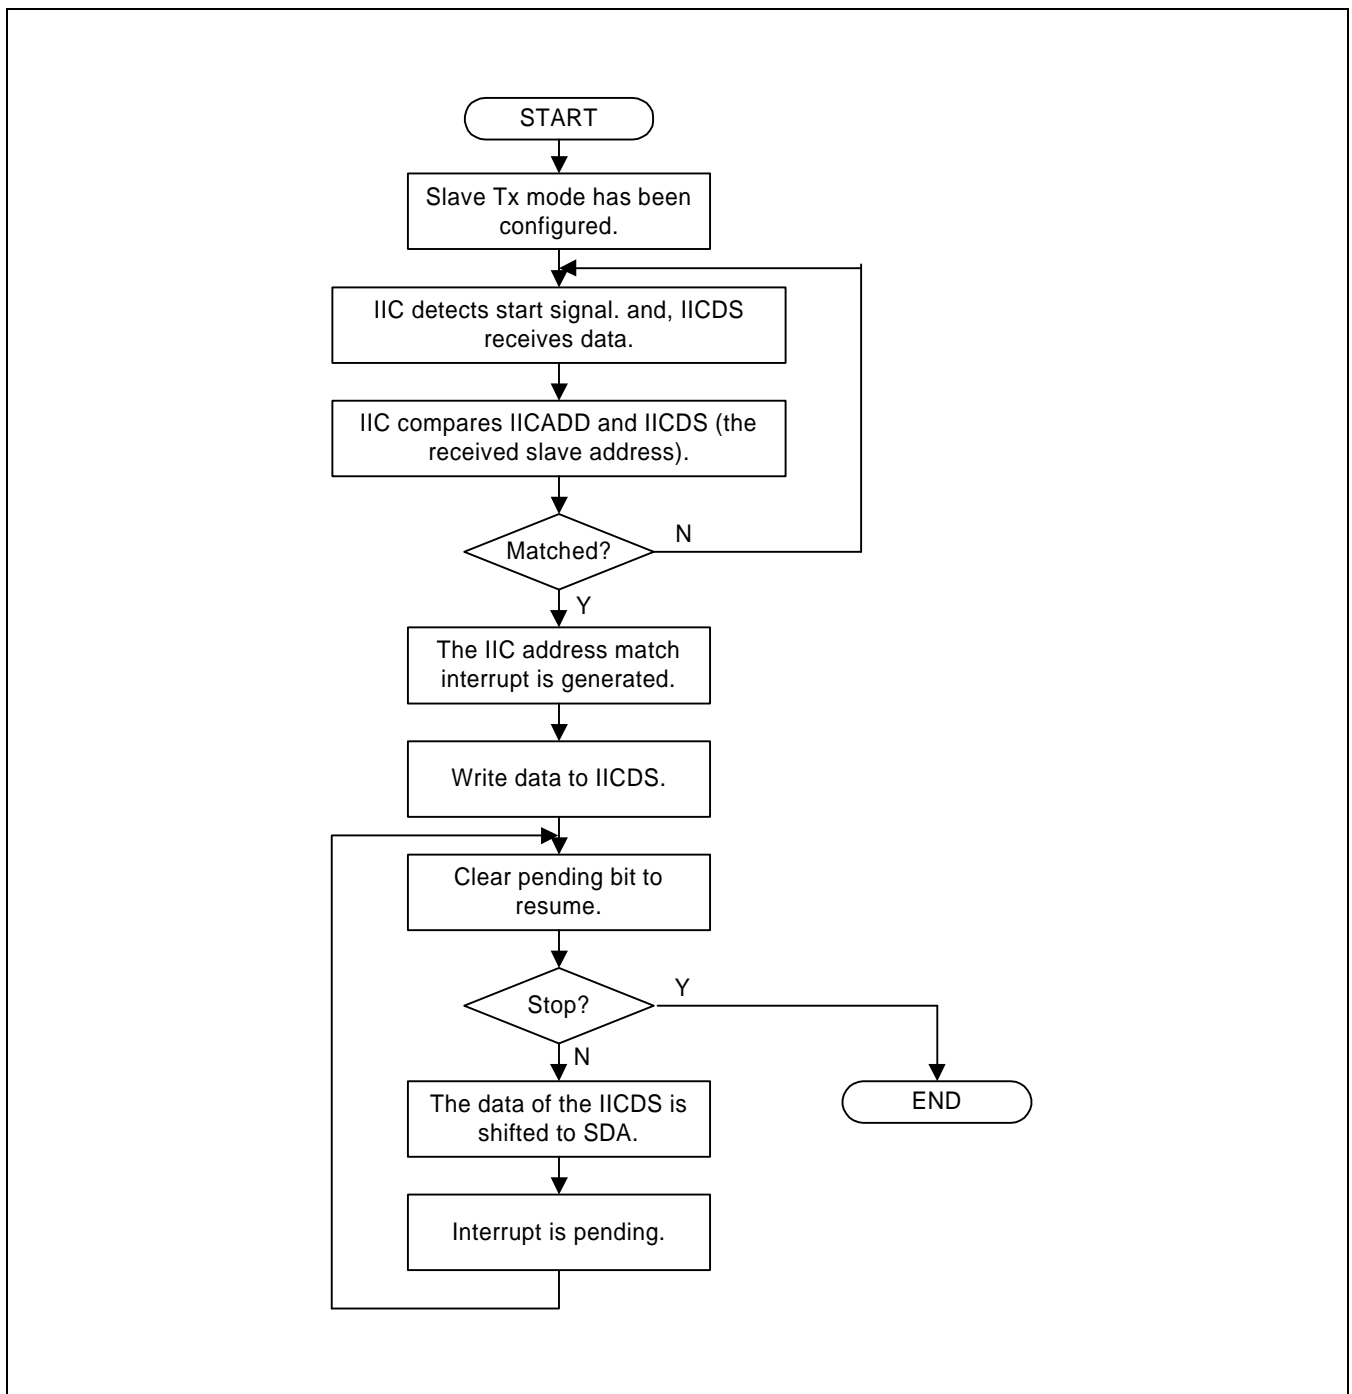 START
Slave Tx mode has been
configured.
IIC detects start signal. and, IICDS
receives data.
IIC compares IICADD and IICDS (the
received slave address).
Matched?
N
Y
The IIC address match
interrupt is generated.
Write data to IICDS.
Clear pending bit to
resume.
Stop?
Y
N
The data of the IICDS is
shifted to SDA.
END
Interrupt is pending.